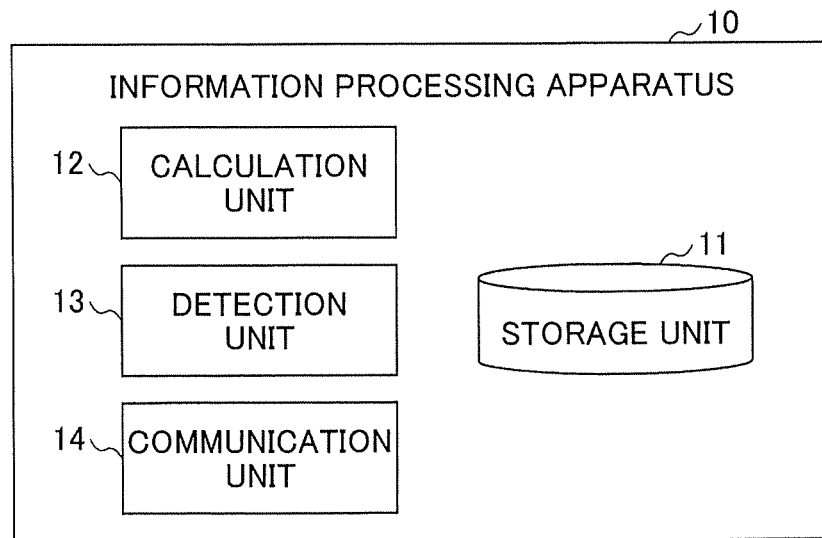 10
INFORMATION PROCESSING APPARATUS
12
CALCULATION
UNIT
11
13
DETECTION
UNIT
STORAGE UNIT
14
COMMUNICATION
UNIT